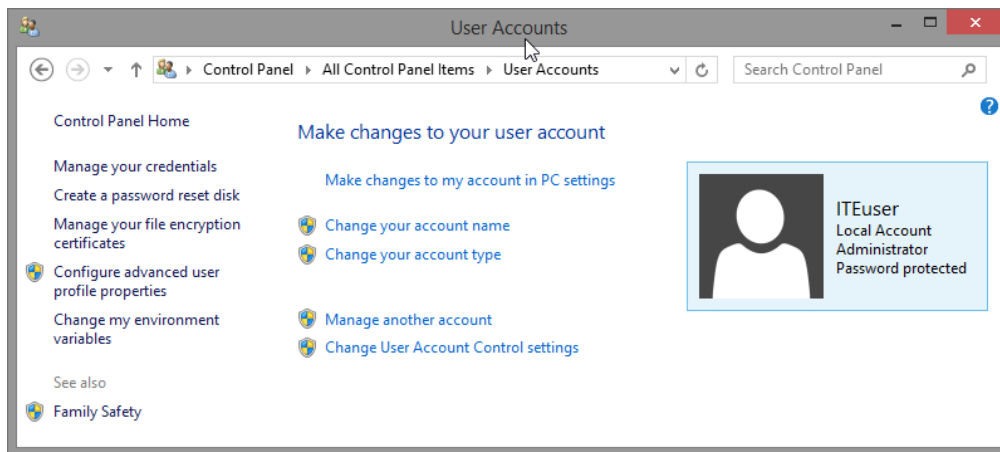 User Accounts
Control Panel ▸ All Control Panel Items ▸ User Accounts
Search Control Panel
Control Panel Home
Manage your credentials
Create a password reset disk
Manage your file encryption
certificates
Configure advanced user
profile properties
Change my environment
variables
See also
Family Safety
Make changes to your user account
Make changes to my account in PC settings
Change your account name
Change your account type
Manage another account
Change User Account Control settings
ITEuser
Local Account
Administrator
Password protected